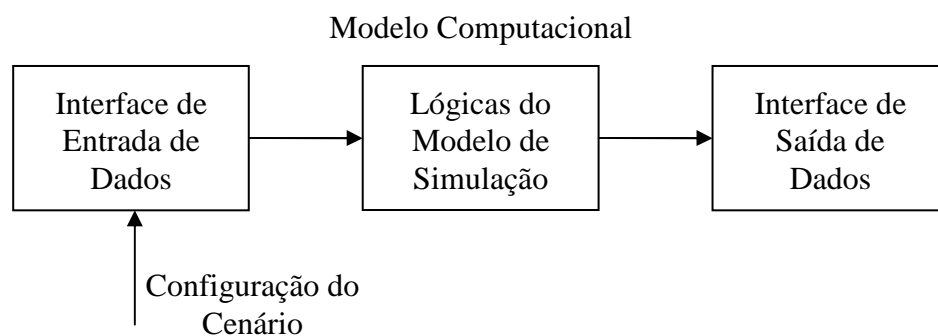 Modelo Computacional
Interface de
Entrada de
Dados
Lógicas do
Modelo de
Simulação
Interface de
Saída de
Dados
Configuração do
Cenário